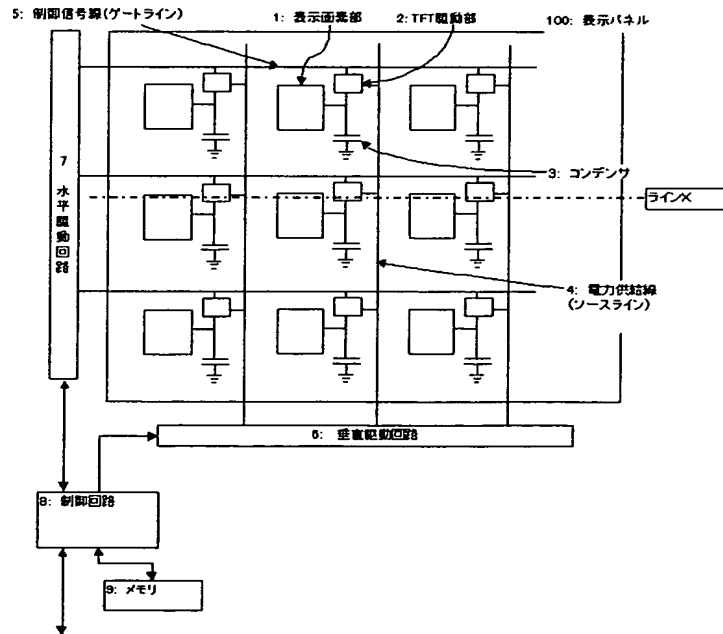 5: 制御信号線(ゲートライン)
1: 表示画素部
2: TFT駆動部
100: 表示パネル
3: コンデンサ
ラインX
7
水平駆動回路
4: 電力供給線
(ソースライン)
6: 垂直駆動回路
8: 制御回路
9: メモリ